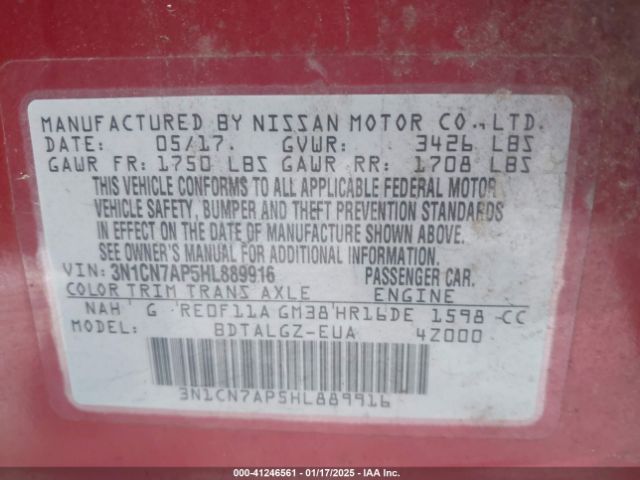 MANUFACTURED BY NISSAN MOTOR CO., LTD.
DATE: 05/17. GVWR: 3426 LBS
GAWR FR: 1750 LBS GAWR RR: 1708 LBS
THIS VEHICLE CONFORMS TO ALL APPLICABLE FEDERAL MOTOR
VEHICLE SAFETY, BUMPER AND THEFT PREVENTION STANDARDS
IN EFFECT ON THE DATE OF MANUFACTURE SHOWN ABOVE.
SEE OWNER'S MANUAL FOR ADDITIONAL INFORMATION.
VIN: 3N1CN7AP5HL889916 PASSENGER CAR.
COLOR TRIM TRANS AXLE ENGINE
NAH G RE0F11A GM38 HR16DE 1598 CC
MODEL: BDTALGZ-EUA 4Z000
3N1CN7AP5HL889916
000-41246561 - 01/17/2025 - IAA Inc.